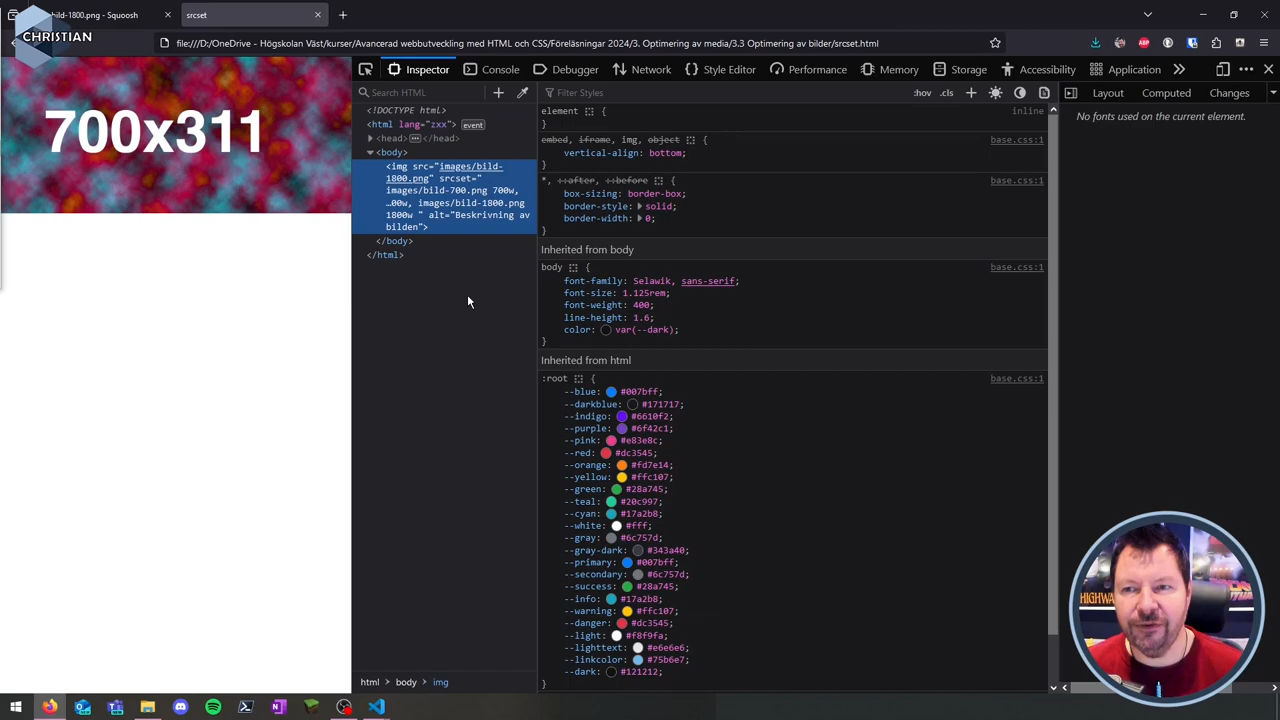 bild-1800.png - Squoosh
srcset
CHRISTIAN
file:///D:/OneDrive - Högskolan Väst/kurser/Avancerad webbutveckling med HTML och CSS/Föreläsningar 2024/3. Optimering av media/3.3 Optimering av bilder/srcset.html
700x311
Inspector
Console
Debugger
Network
Style Editor
Performance
Memory
Storage
Accessibility
Application
Search HTML
Filter Styles
:hov
.cls
Layout
Computed
Changes
No fonts used on the current element.
<!DOCTYPE html>
<html lang="zxx"> event
<head> </head>
<body>
<img src="images/bild-
1800.png" srcset="
images/bild-700.png 700w,
…00w, images/bild-1800.png
1800w " alt="Beskrivning av
bilden">
</body>
</html>
element { inline
}
embed, iframe, img, object { base.css:1
vertical-align: bottom;
}
*, ::after, ::before { base.css:1
box-sizing: border-box;
border-style: solid;
border-width: 0;
}
Inherited from body
body { base.css:1
font-family: Selawik, sans-serif;
font-size: 1.125rem;
font-weight: 400;
line-height: 1.6;
color: var(--dark);
}
Inherited from html
:root { base.css:1
--blue: #007bff;
--darkblue: #171717;
--indigo: #6610f2;
--purple: #6f42c1;
--pink: #e83e8c;
--red: #dc3545;
--orange: #fd7e14;
--yellow: #ffc107;
--green: #28a745;
--teal: #20c997;
--cyan: #17a2b8;
--white: #fff;
--gray: #6c757d;
--gray-dark: #343a40;
--primary: #007bff;
--secondary: #6c757d;
--success: #28a745;
--info: #17a2b8;
--warning: #ffc107;
--danger: #dc3545;
--light: #f8f9fa;
--lighttext: #e6e6e6;
--linkcolor: #75b6e7;
--dark: #121212;
}
html
body
img
HIGHWAY